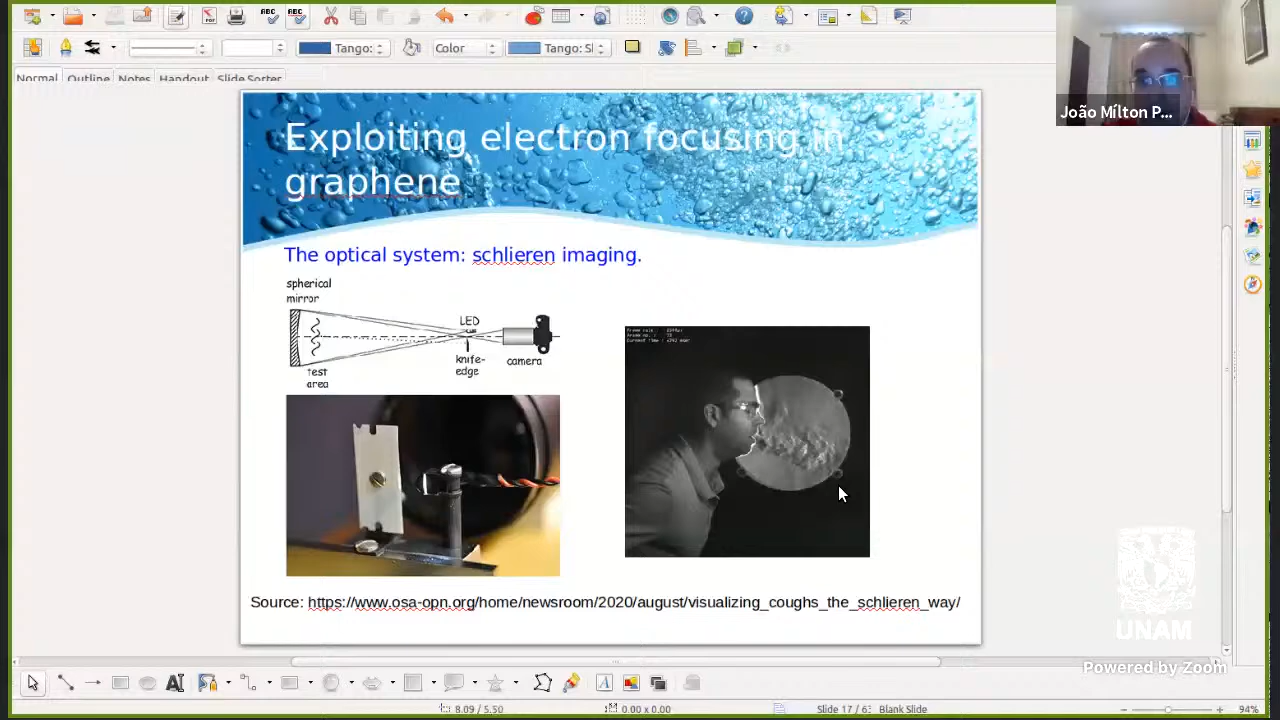 Tango:
Color
Tango: Sl
Normal
Outline
Notes
Handout
Slide Sorter
João Mílton P...
Exploiting electron focusing in
graphene
The optical system: schlieren imaging.
spherical
mirror
LED
knife-
edge
camera
test
area
Source: https://www.osa-opn.org/home/newsroom/2020/august/visualizing_coughs_the_schlieren_way/
UNAM
Powered by Zoom
8.09 / 5.50
0.00 x 0.00
Slide 17 / 6
Blank Slide
94%